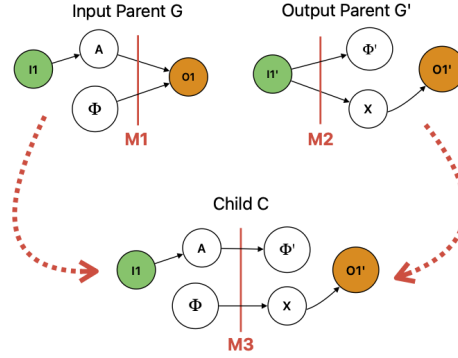 Input Parent G
Output Parent G'
I1
A
Φ
O1
M1
I1'
Φ'
X
O1'
M2
Child C
I1
A
Φ'
Φ
X
O1'
M3